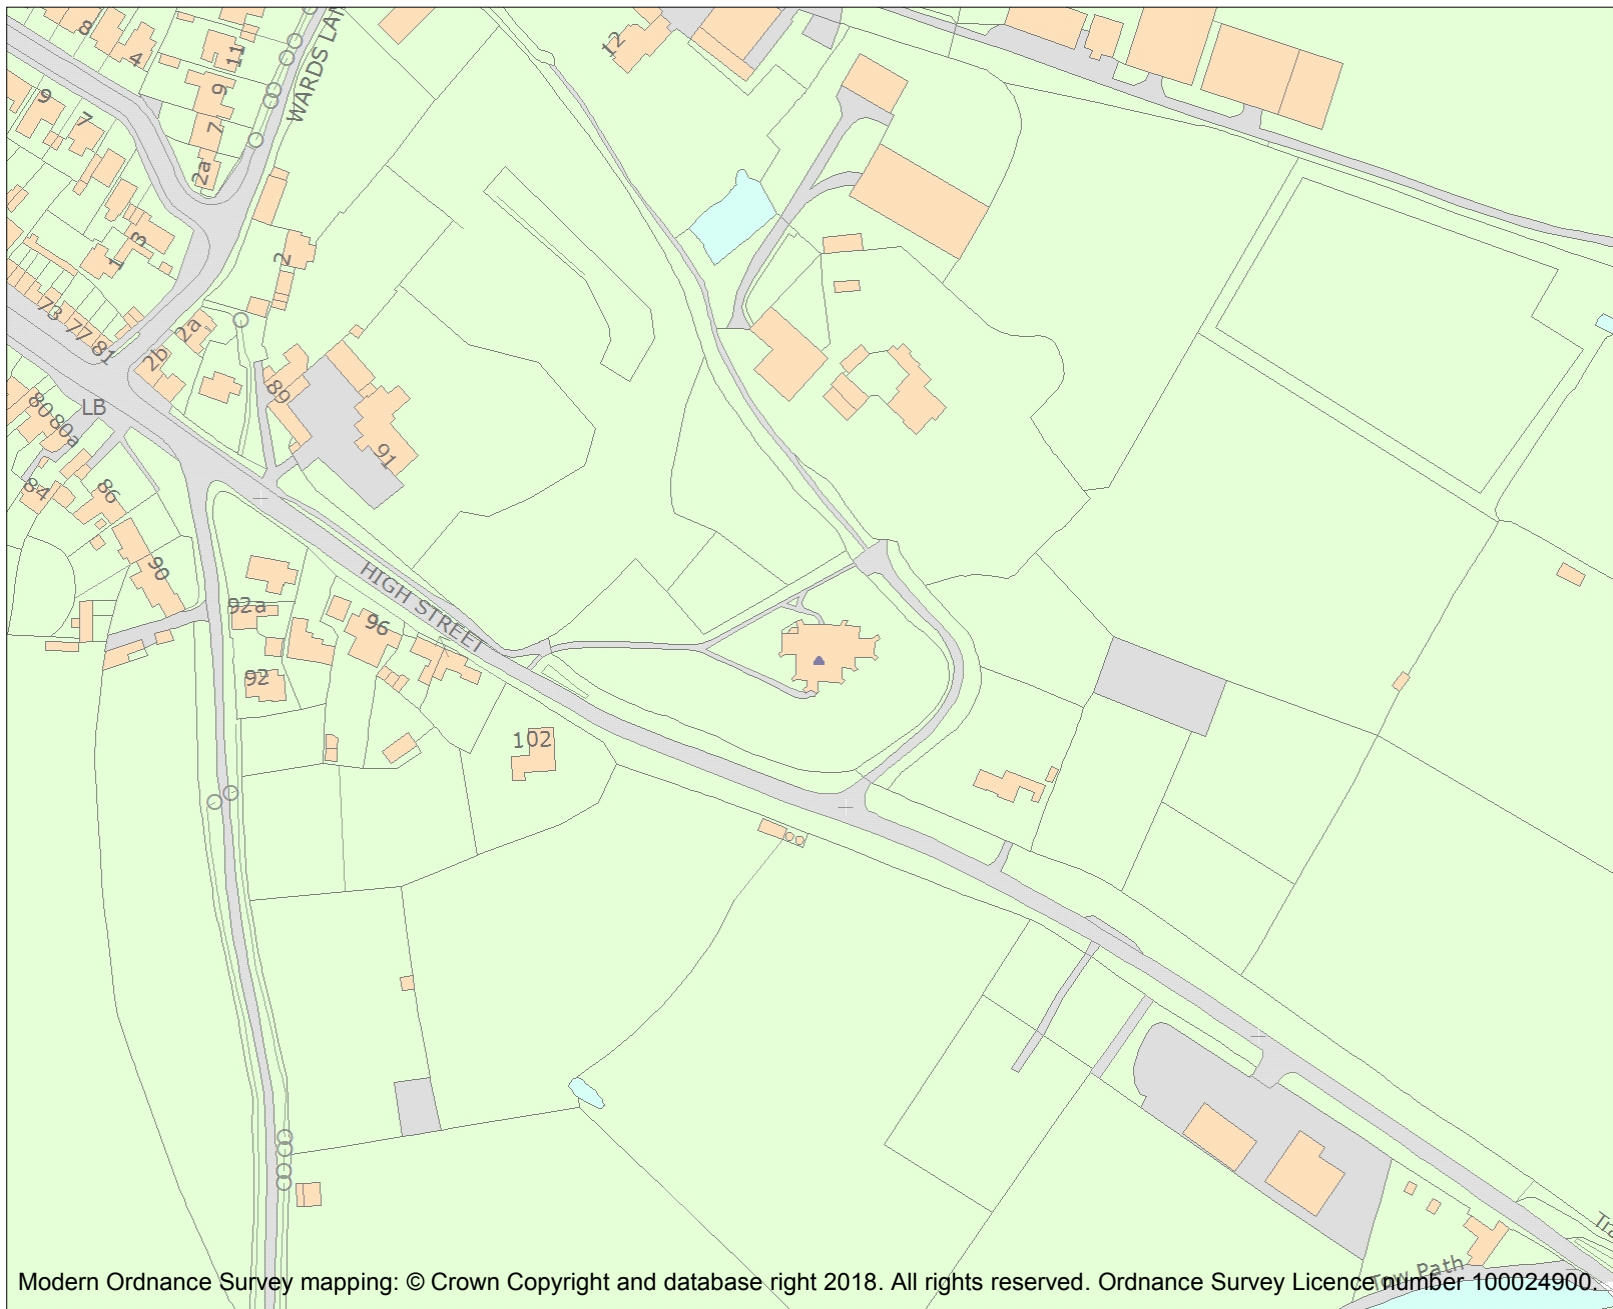 8
4
11
12
WARDS LAN
9
9
7
7
2a
3
1
2
73
77
81
2a
2b
89
80
LB
80a
91
84
86
90
HIGH STREET
92a
96
92
102
Tra
Tow Path
Modern Ordnance Survey mapping: © Crown Copyright and database right 2018. All rights reserved. Ordnance Survey Licence number 100024900.